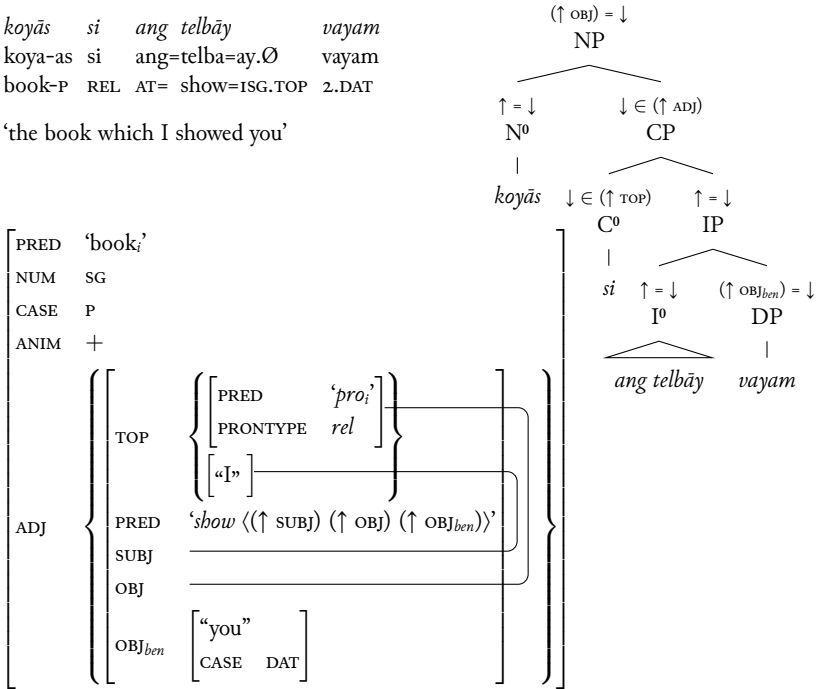 koyās si ang telbāy vayam
koya-as si ang=telba=ay.Ø vayam
book-P REL AT= show=1SG.TOP 2.DAT
‘the book which I showed you’
(↑ OBJ) = ↓
NP
↑ = ↓ ↓ ∈ (↑ ADJ)
N⁰ CP
koyās ↓ ∈ (↑ TOP) ↑ = ↓
C⁰ IP
si ↑ = ↓ (↑ OBJben) = ↓
I⁰ DP
ang telbāy vayam
PRED ‘bookᵢ’
NUM SG
CASE P
ANIM +
ADJ
TOP
PRED ‘proᵢ’
PRONTYPE rel
“I”
PRED ‘show ⟨(↑ SUBJ) (↑ OBJ) (↑ OBJben)⟩’
SUBJ
OBJ
OBJben
“you”
CASE DAT